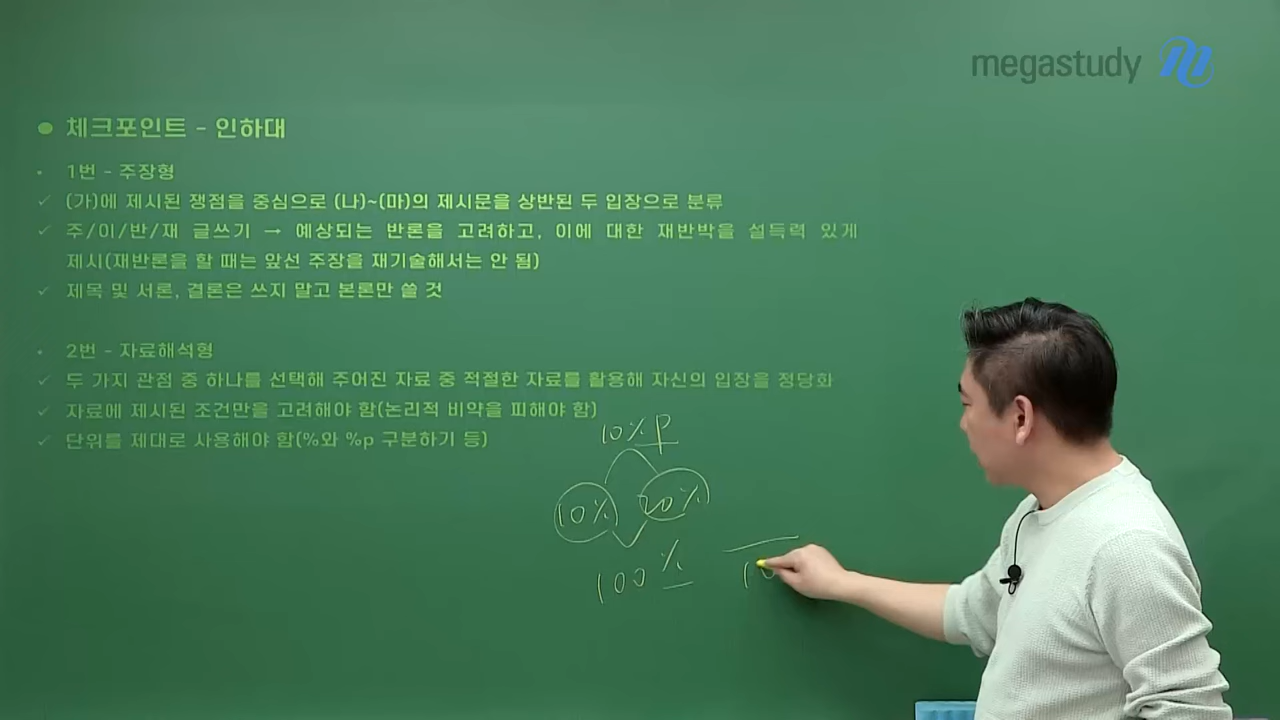 megastudy
체크포인트 - 인하대
1번 - 주장형
(가)에 제시된 쟁점을 중심으로 (나)~(마)의 제시문을 상반된 두 입장으로 분류
주/이/반/재 글쓰기 → 예상되는 반론을 고려하고, 이에 대한 재반박을 설득력 있게
제시(재반론을 할 때는 앞선 주장을 재기술해서는 안 됨)
제목 및 서론, 결론은 쓰지 말고 본론만 쓸 것
2번 - 자료해석형
두 가지 관점 중 하나를 선택해 주어진 자료 중 적절한 자료를 활용해 자신의 입장을 정당화
자료에 제시된 조건만을 고려해야 함(논리적 비약을 피해야 함)
단위를 제대로 사용해야 함(%와 %p 구분하기 등)
10%p
10% 20%
100%